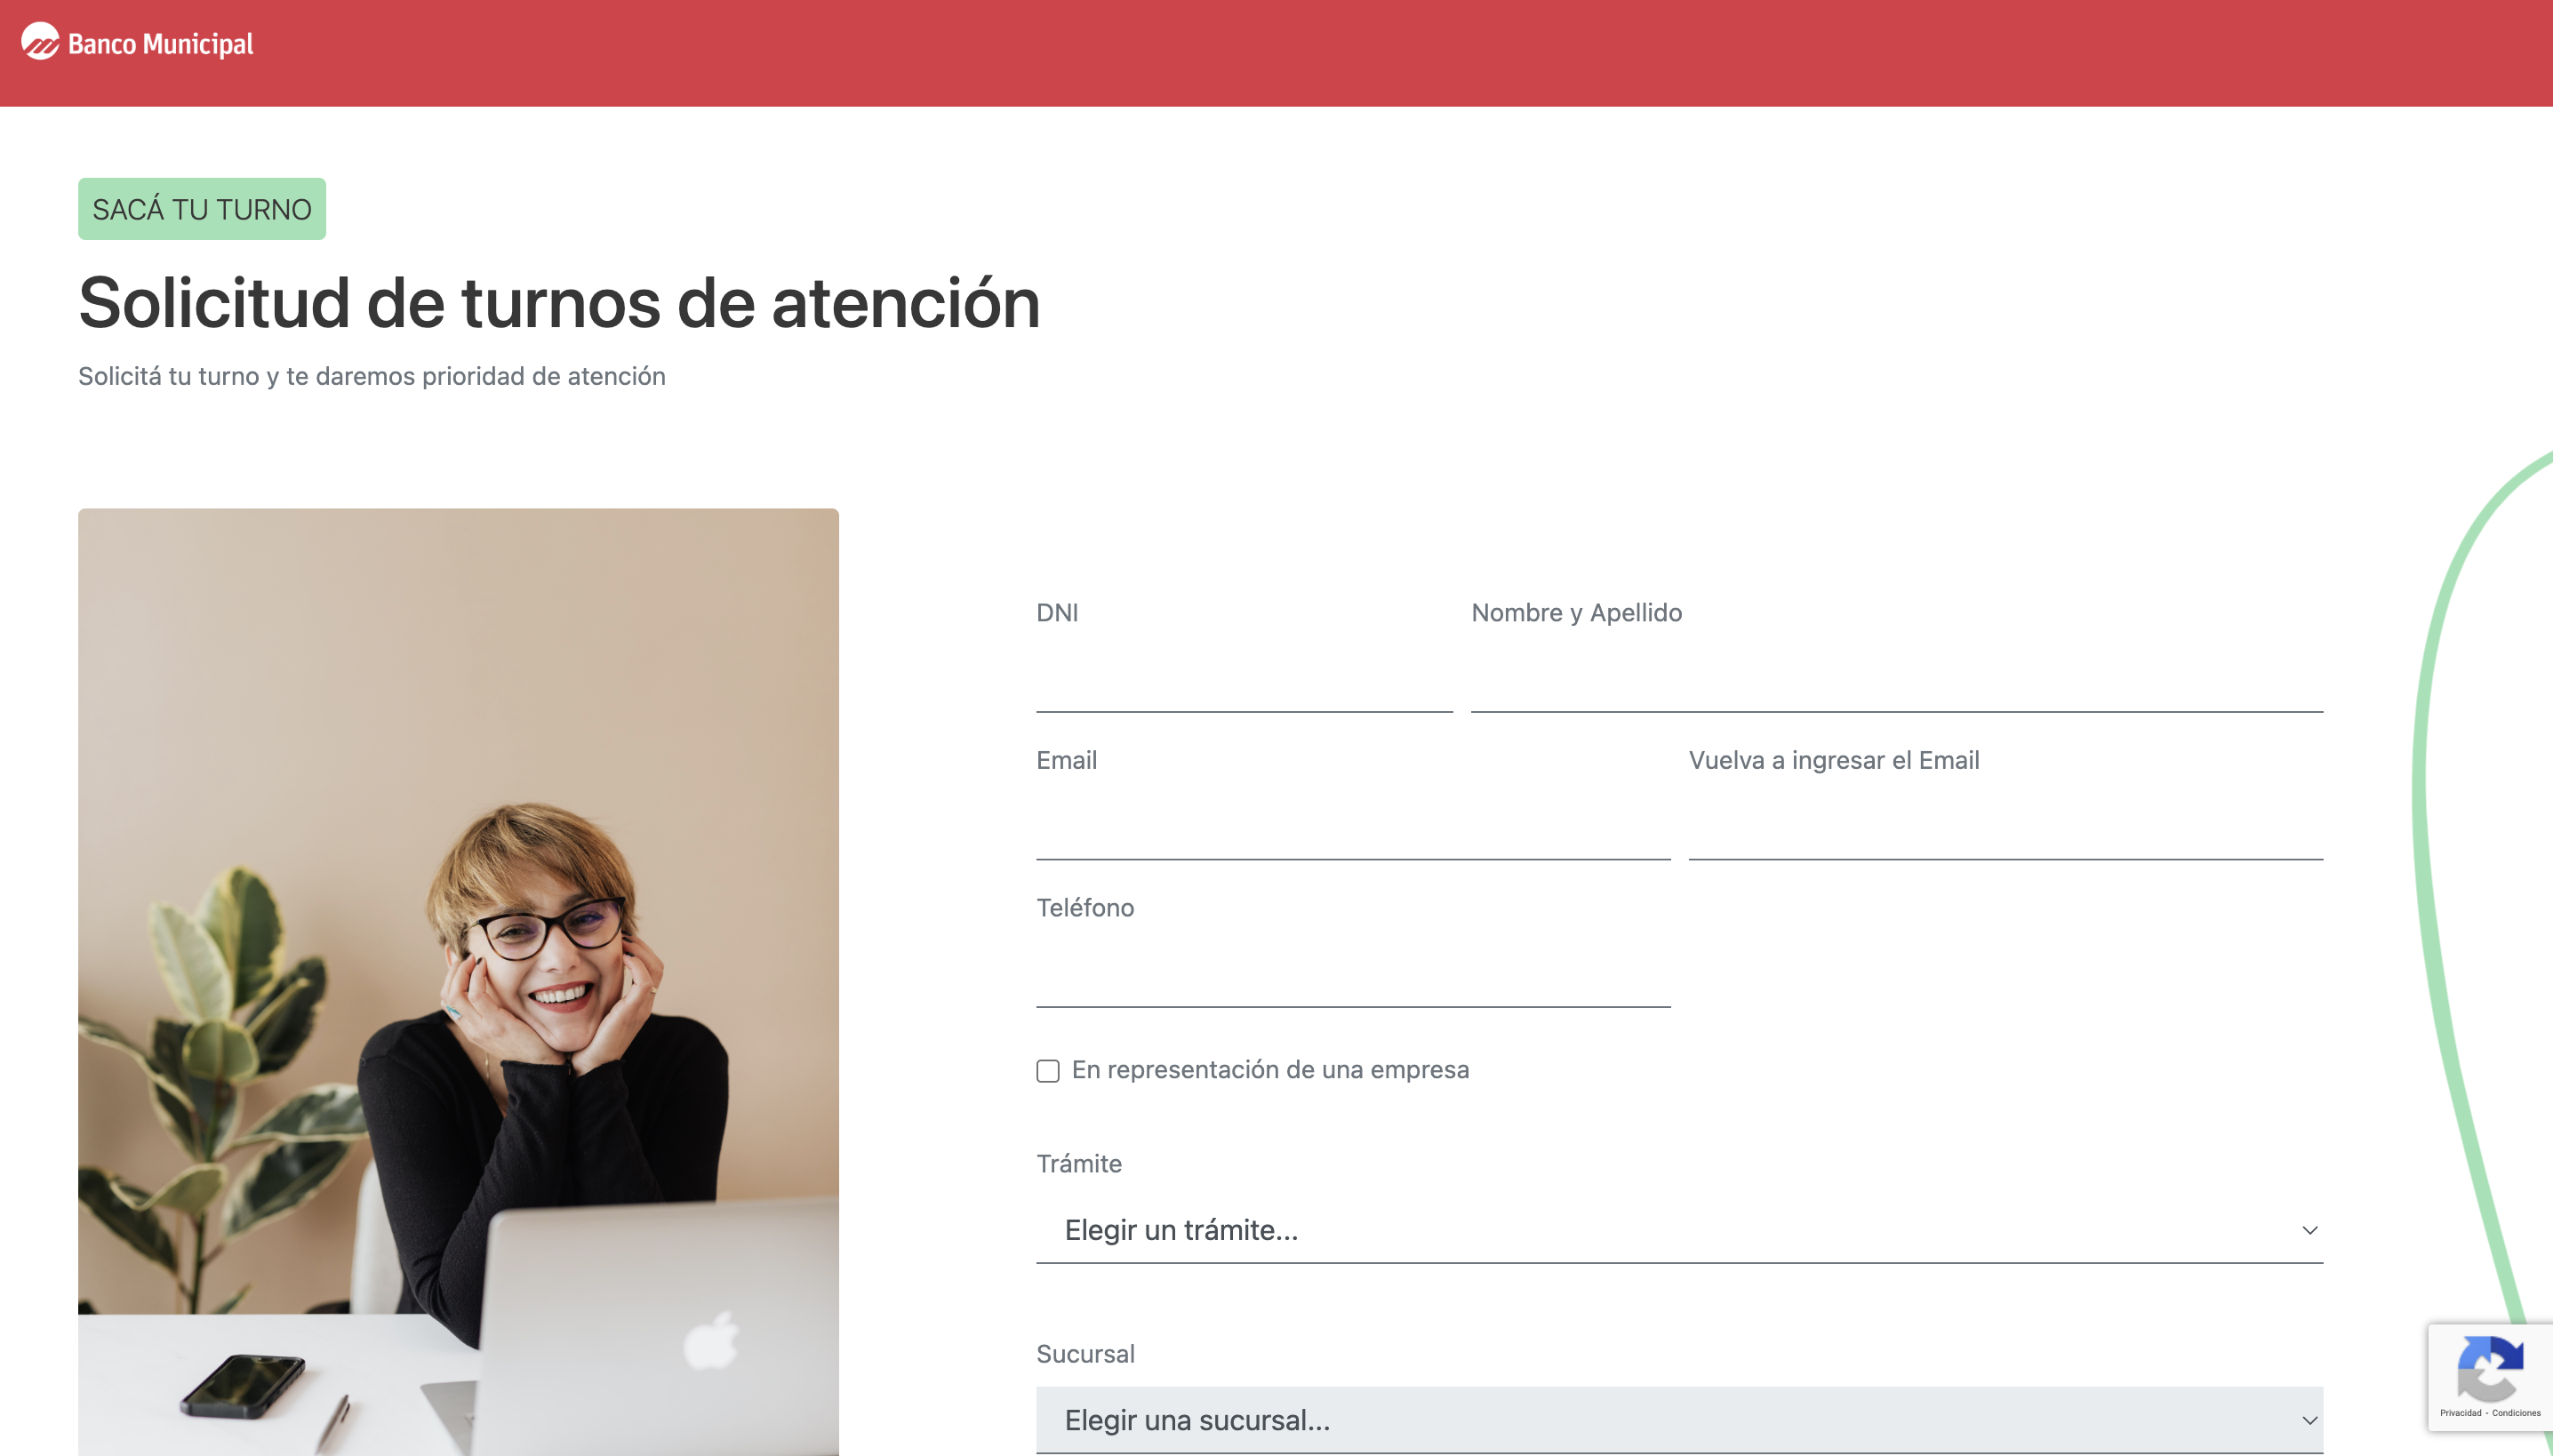 Banco Municipal
SACÁ TU TURNO
Solicitud de turnos de atención
Solicitá tu turno y te daremos prioridad de atención
DNI
Nombre y Apellido
Email
Vuelva a ingresar el Email
Teléfono
En representación de una empresa
Trámite
Elegir un trámite...
Sucursal
Elegir una sucursal...
Privacidad - Condiciones